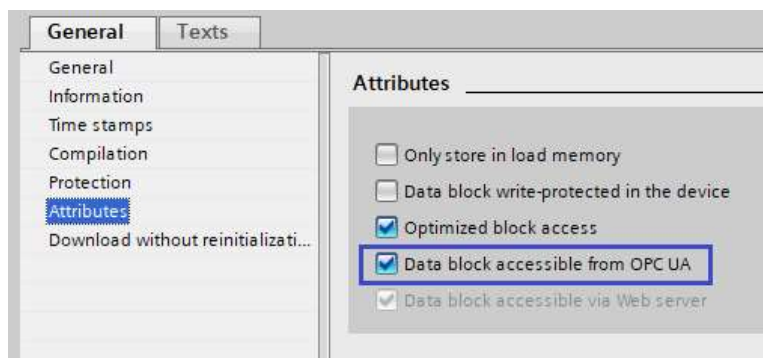 General
Texts
General
Information
Time stamps
Compilation
Protection
Attributes
Download without reinitializati...
Attributes
Only store in load memory
Data block write-protected in the device
Optimized block access
Data block accessible from OPC UA
Data block accessible via Web server